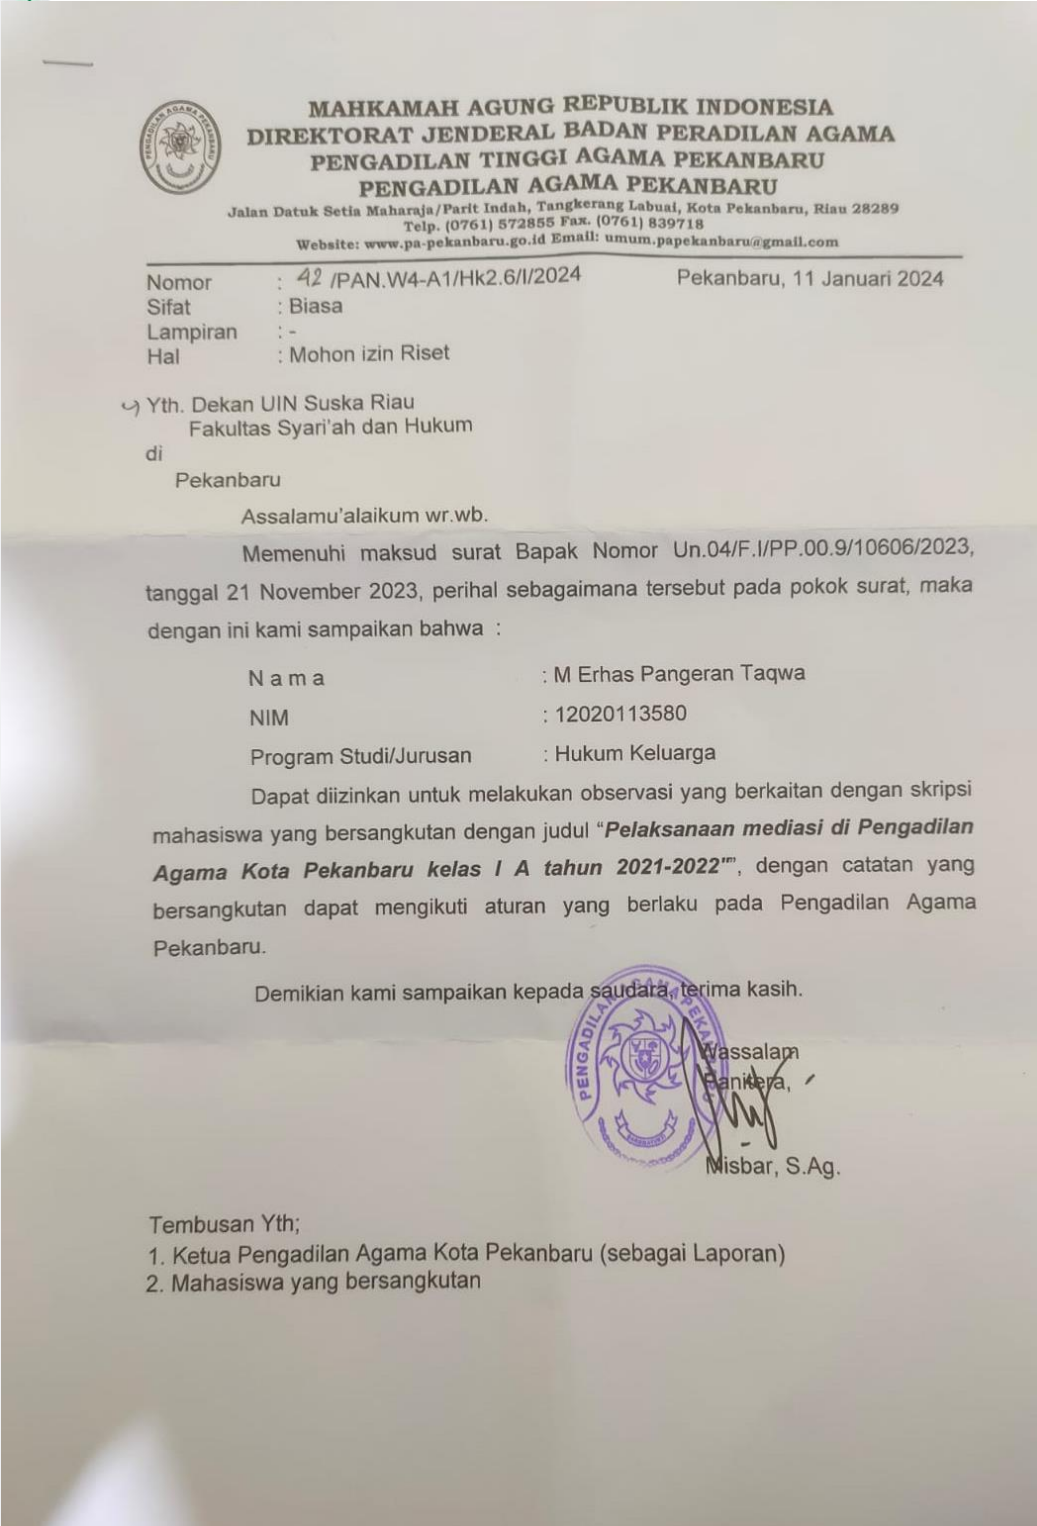 MAHKAMAH AGUNG REPUBLIK INDONESIA
DIREKTORAT JENDERAL BADAN PERADILAN AGAMA
PENGADILAN TINGGI AGAMA PEKANBARU
PENGADILAN AGAMA PEKANBARU
Jalan Datuk Setia Maharaja/Parit Indah, Tangkerang Labuai, Kota Pekanbaru, Riau 28289
Telp. (0761) 572855 Fax. (0761) 839718
Website: www.pa-pekanbaru.go.id Email: umum.papekanbaru@gmail.com
PENGADILAN AGAMA PEKANBARU
Nomor : 42 /PAN.W4-A1/Hk2.6/I/2024 Pekanbaru, 11 Januari 2024
Sifat : Biasa
Lampiran : -
Hal : Mohon izin Riset
Yth. Dekan UIN Suska Riau
Fakultas Syari'ah dan Hukum
di
Pekanbaru
Assalamu'alaikum wr.wb.
Memenuhi maksud surat Bapak Nomor Un.04/F.I/PP.00.9/10606/2023,
tanggal 21 November 2023, perihal sebagaimana tersebut pada pokok surat, maka
dengan ini kami sampaikan bahwa :
N a m a : M Erhas Pangeran Taqwa
NIM : 12020113580
Program Studi/Jurusan : Hukum Keluarga
Dapat diizinkan untuk melakukan observasi yang berkaitan dengan skripsi
mahasiswa yang bersangkutan dengan judul “Pelaksanaan mediasi di Pengadilan
Agama Kota Pekanbaru kelas I A tahun 2021-2022"”, dengan catatan yang
bersangkutan dapat mengikuti aturan yang berlaku pada Pengadilan Agama
Pekanbaru.
Demikian kami sampaikan kepada saudara, terima kasih.
PENGADILAN AGAMA PEKANBARU
Wassalam
Panitera,
Misbar, S.Ag.
Tembusan Yth;
1. Ketua Pengadilan Agama Kota Pekanbaru (sebagai Laporan)
2. Mahasiswa yang bersangkutan